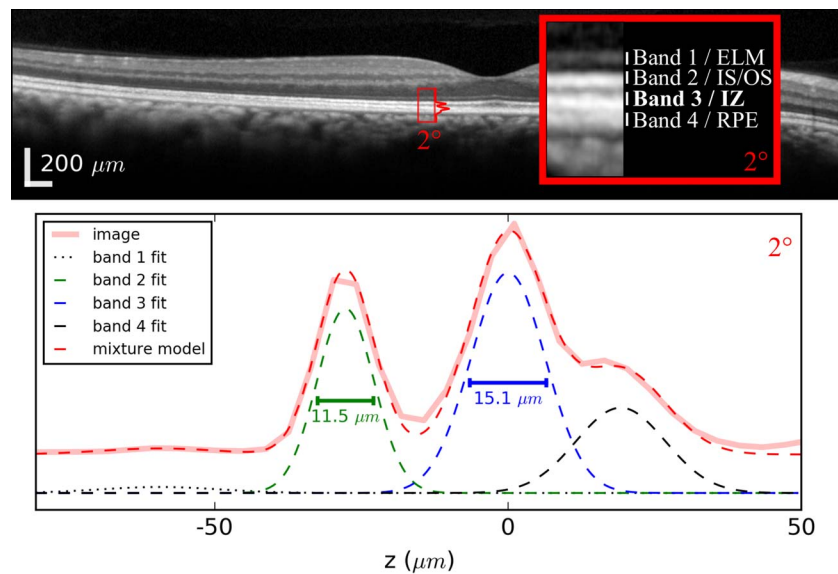 Band 1 / ELM
Band 2 / IS/OS
Band 3 / IZ
Band 4 / RPE
2°
2°
200 μm
image
band 1 fit
band 2 fit
band 3 fit
band 4 fit
mixture model
2°
11.5 μm
15.1 μm
-50
0
50
z (μm)